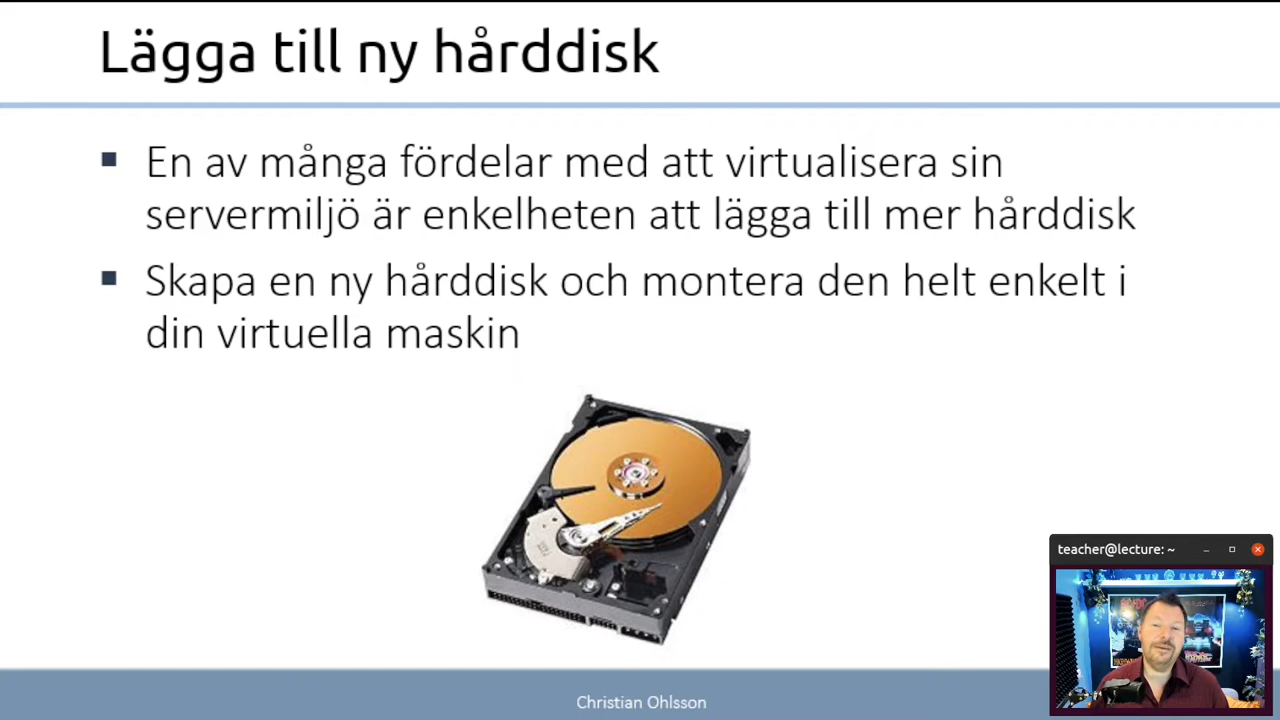 Lägga till ny hårddisk
En av många fördelar med att virtualisera sin
servermiljö är enkelheten att lägga till mer hårddisk
Skapa en ny hårddisk och montera den helt enkelt i
din virtuella maskin
teacher@lecture: ~
Christian Ohlsson